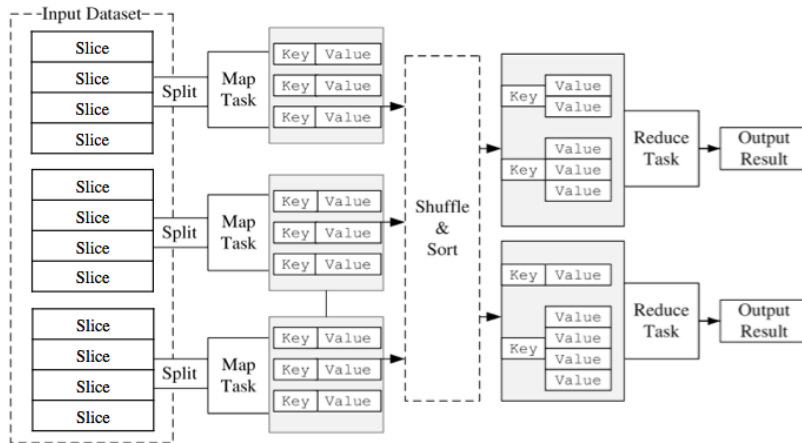 Input Dataset
Slice
Slice
Slice
Slice
Split
Map
Task
Key Value
Key Value
Key Value
Slice
Slice
Slice
Slice
Split
Map
Task
Key Value
Key Value
Key Value
Slice
Slice
Slice
Slice
Split
Map
Task
Key Value
Key Value
Key Value
Shuffle
&
Sort
Key
Value
Value
Key
Value
Value
Value
Reduce
Task
Output
Result
Key Value
Key
Value
Value
Value
Value
Reduce
Task
Output
Result